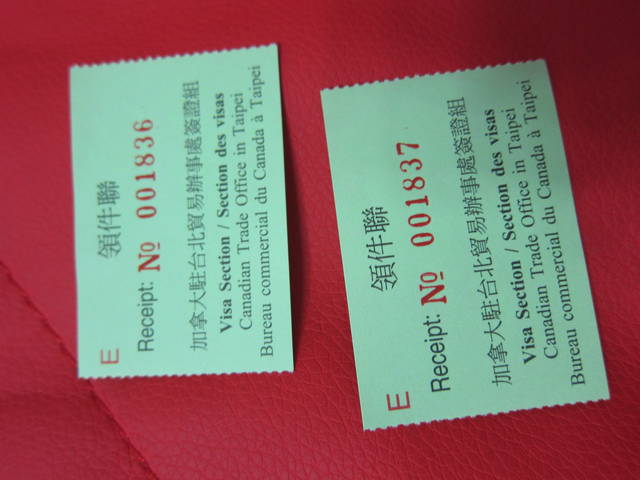 E
領件聯
Receipt: No 001836
加拿大駐台北貿易辦事處簽證組
Visa Section / Section des visas
Canadian Trade Office in Taipei
Bureau commercial du Canada à Taipei
E
領件聯
Receipt: No 001837
加拿大駐台北貿易辦事處簽證組
Visa Section / Section des visas
Canadian Trade Office in Taipei
Bureau commercial du Canada à Taipei